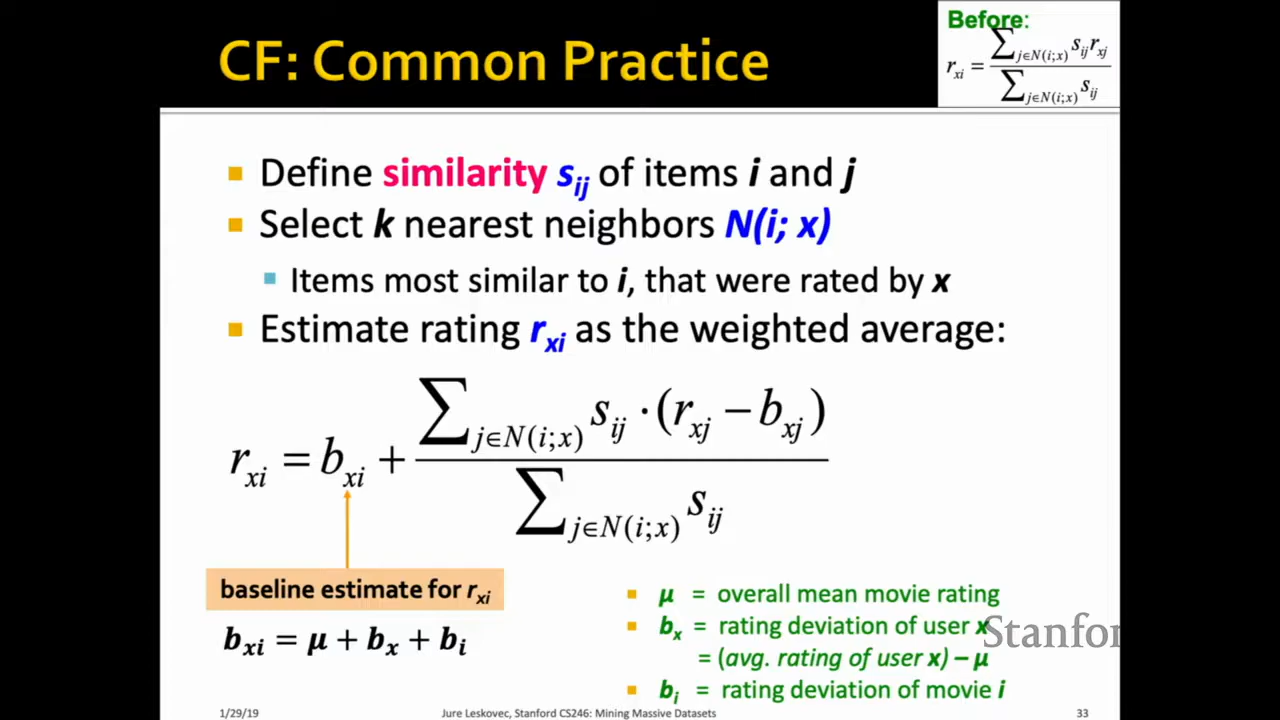 CF: Common Practice
Before:
r_xi = ∑_{j∈N(i;x)} s_ij r_xj / ∑_{j∈N(i;x)} s_ij
Define similarity s_ij of items i and j
Select k nearest neighbors N(i; x)
Items most similar to i, that were rated by x
Estimate rating r_xi as the weighted average:
r_xi = b_xi + ∑_{j∈N(i;x)} s_ij · (r_xj − b_xj) / ∑_{j∈N(i;x)} s_ij
baseline estimate for r_xi
b_xi = μ + b_x + b_i
μ = overall mean movie rating
b_x = rating deviation of user x
= (avg. rating of user x) – μ
b_i = rating deviation of movie i
Stanfor
1/29/19
Jure Leskovec, Stanford CS246: Mining Massive Datasets
33